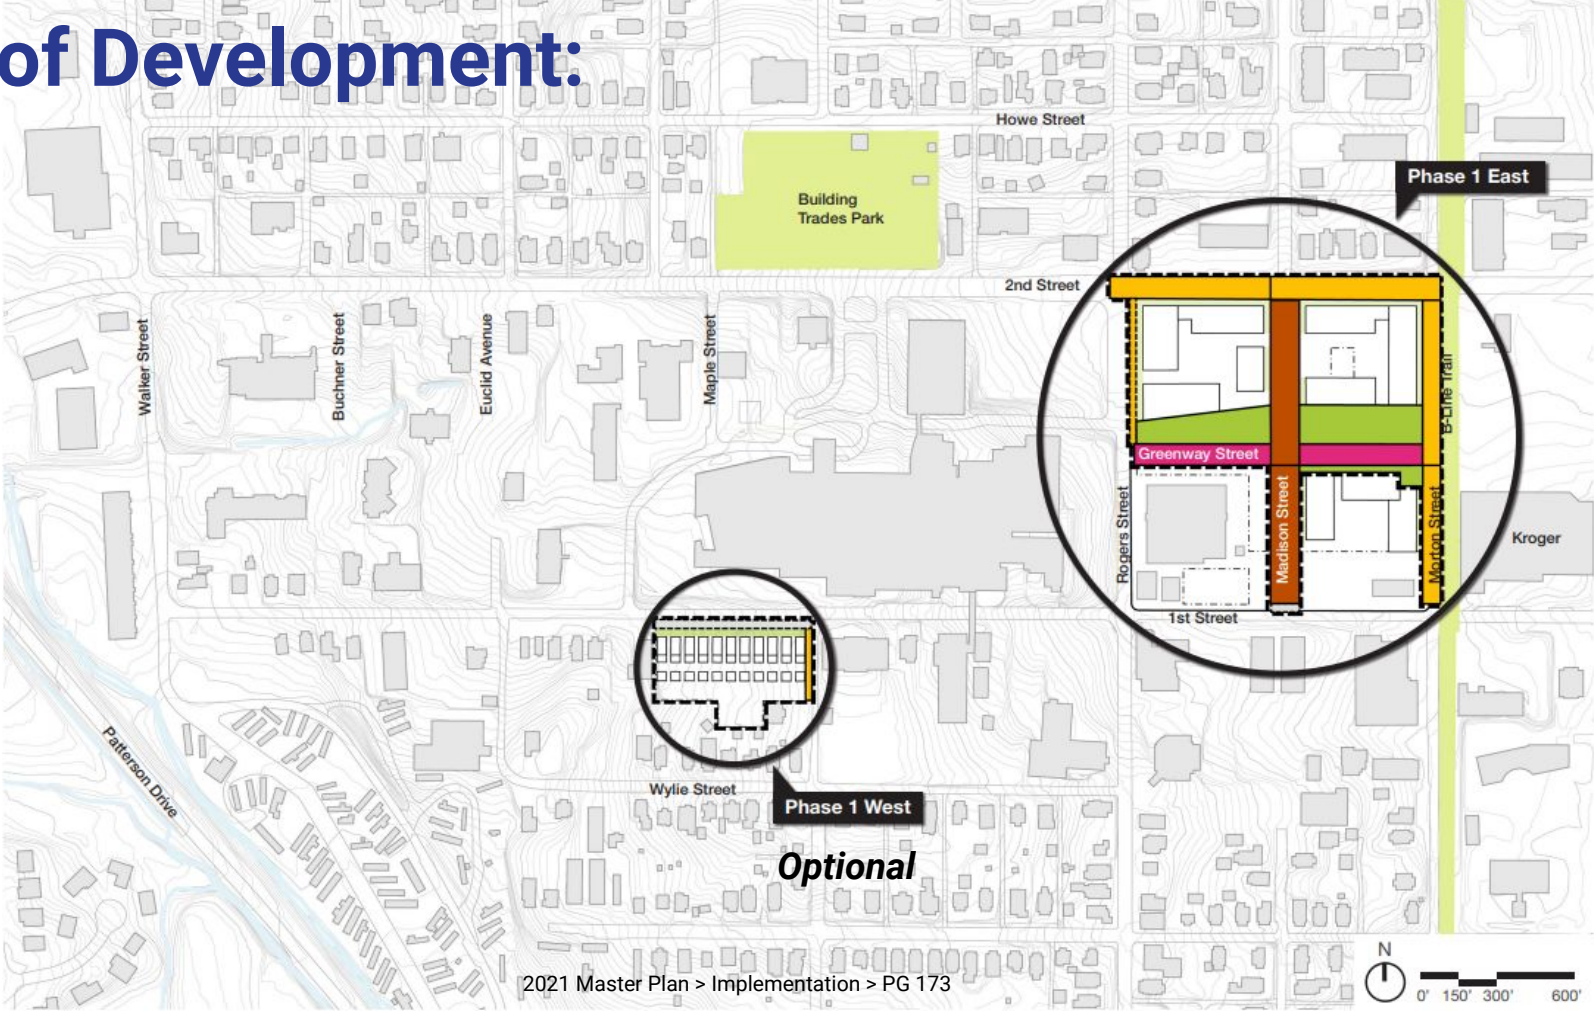 of Development:
Howe Street
Phase 1 East
Building
Trades Park
2nd Street
Walker Street
Buchner Street
Euclid Avenue
Maple Street
B-Line Trail
Greenway Street
Rogers Street
Madison Street
Morton Street
Kroger
1st Street
Patterson Drive
Wylie Street
Phase 1 West
Optional
2021 Master Plan > Implementation > PG 173
N
0' 150' 300' 600'